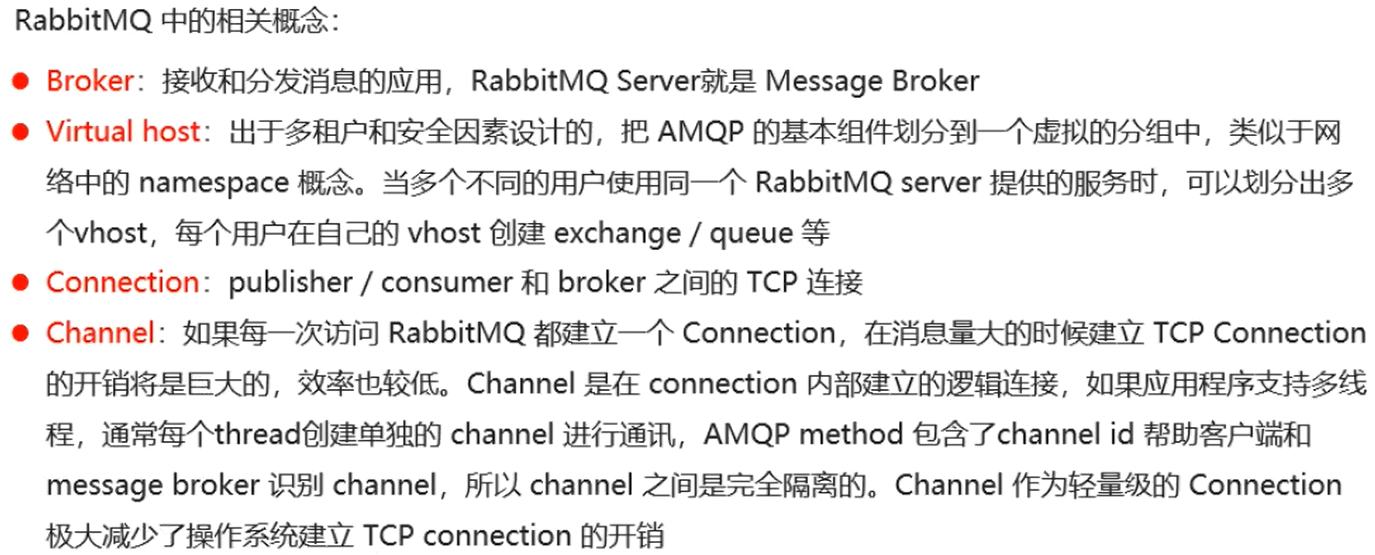 RabbitMQ 中的相关概念：
● Broker：接收和分发消息的应用，RabbitMQ Server就是 Message Broker
● Virtual host：出于多租户和安全因素设计的，把 AMQP 的基本组件划分到一个虚拟的分组中，类似于网
络中的 namespace 概念。当多个不同的用户使用同一个 RabbitMQ server 提供的服务时，可以划分出多
个vhost，每个用户在自己的 vhost 创建 exchange / queue 等
● Connection：publisher / consumer 和 broker 之间的 TCP 连接
● Channel：如果每一次访问 RabbitMQ 都建立一个 Connection，在消息量大的时候建立 TCP Connection
的开销将是巨大的，效率也较低。Channel 是在 connection 内部建立的逻辑连接，如果应用程序支持多线
程，通常每个thread创建单独的 channel 进行通讯，AMQP method 包含了channel id 帮助客户端和
message broker 识别 channel，所以 channel 之间是完全隔离的。Channel 作为轻量级的 Connection
极大减少了操作系统建立 TCP connection 的开销